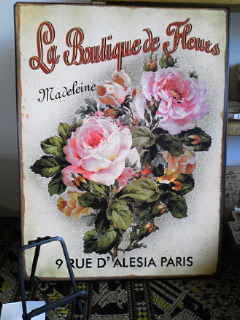 La Boutique de Fleurs
Madeleine
9 RUE D'ALESIA PARIS